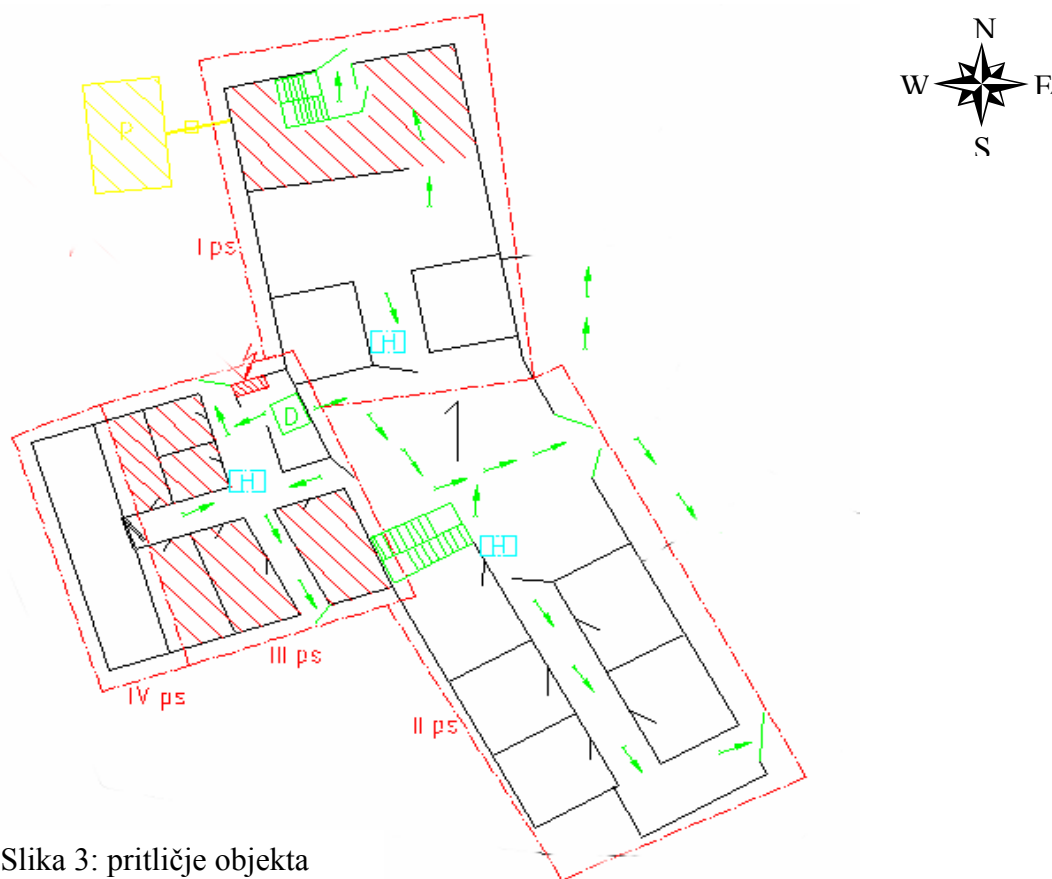 N
W E
S
P
I ps
H
D
1
H
H
III ps
IV ps
II ps
Slika 3: pritličje objekta